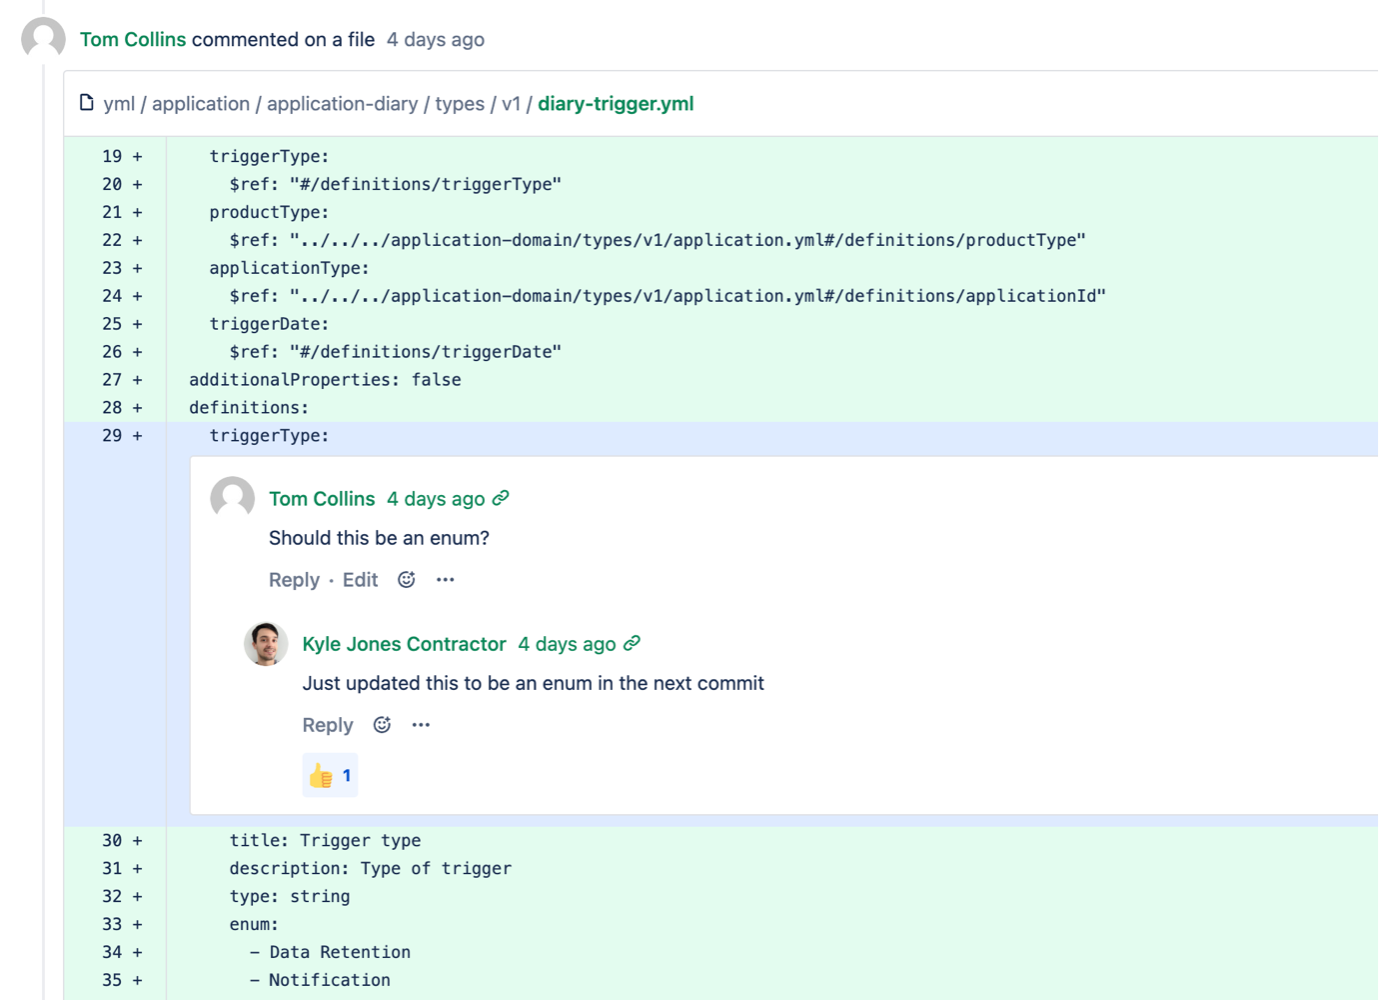 Tom Collins commented on a file 4 days ago
yml / application / application-diary / types / v1 / diary-trigger.yml
19 + triggerType:
20 + $ref: "#/definitions/triggerType"
21 + productType:
22 + $ref: "../../../application-domain/types/v1/application.yml#/definitions/productType"
23 + applicationType:
24 + $ref: "../../../application-domain/types/v1/application.yml#/definitions/applicationId"
25 + triggerDate:
26 + $ref: "#/definitions/triggerDate"
27 + additionalProperties: false
28 + definitions:
29 + triggerType:
Tom Collins 4 days ago
Should this be an enum?
Reply · Edit
Kyle Jones Contractor 4 days ago
Just updated this to be an enum in the next commit
Reply
👍 1
30 + title: Trigger type
31 + description: Type of trigger
32 + type: string
33 + enum:
34 + - Data Retention
35 + - Notification